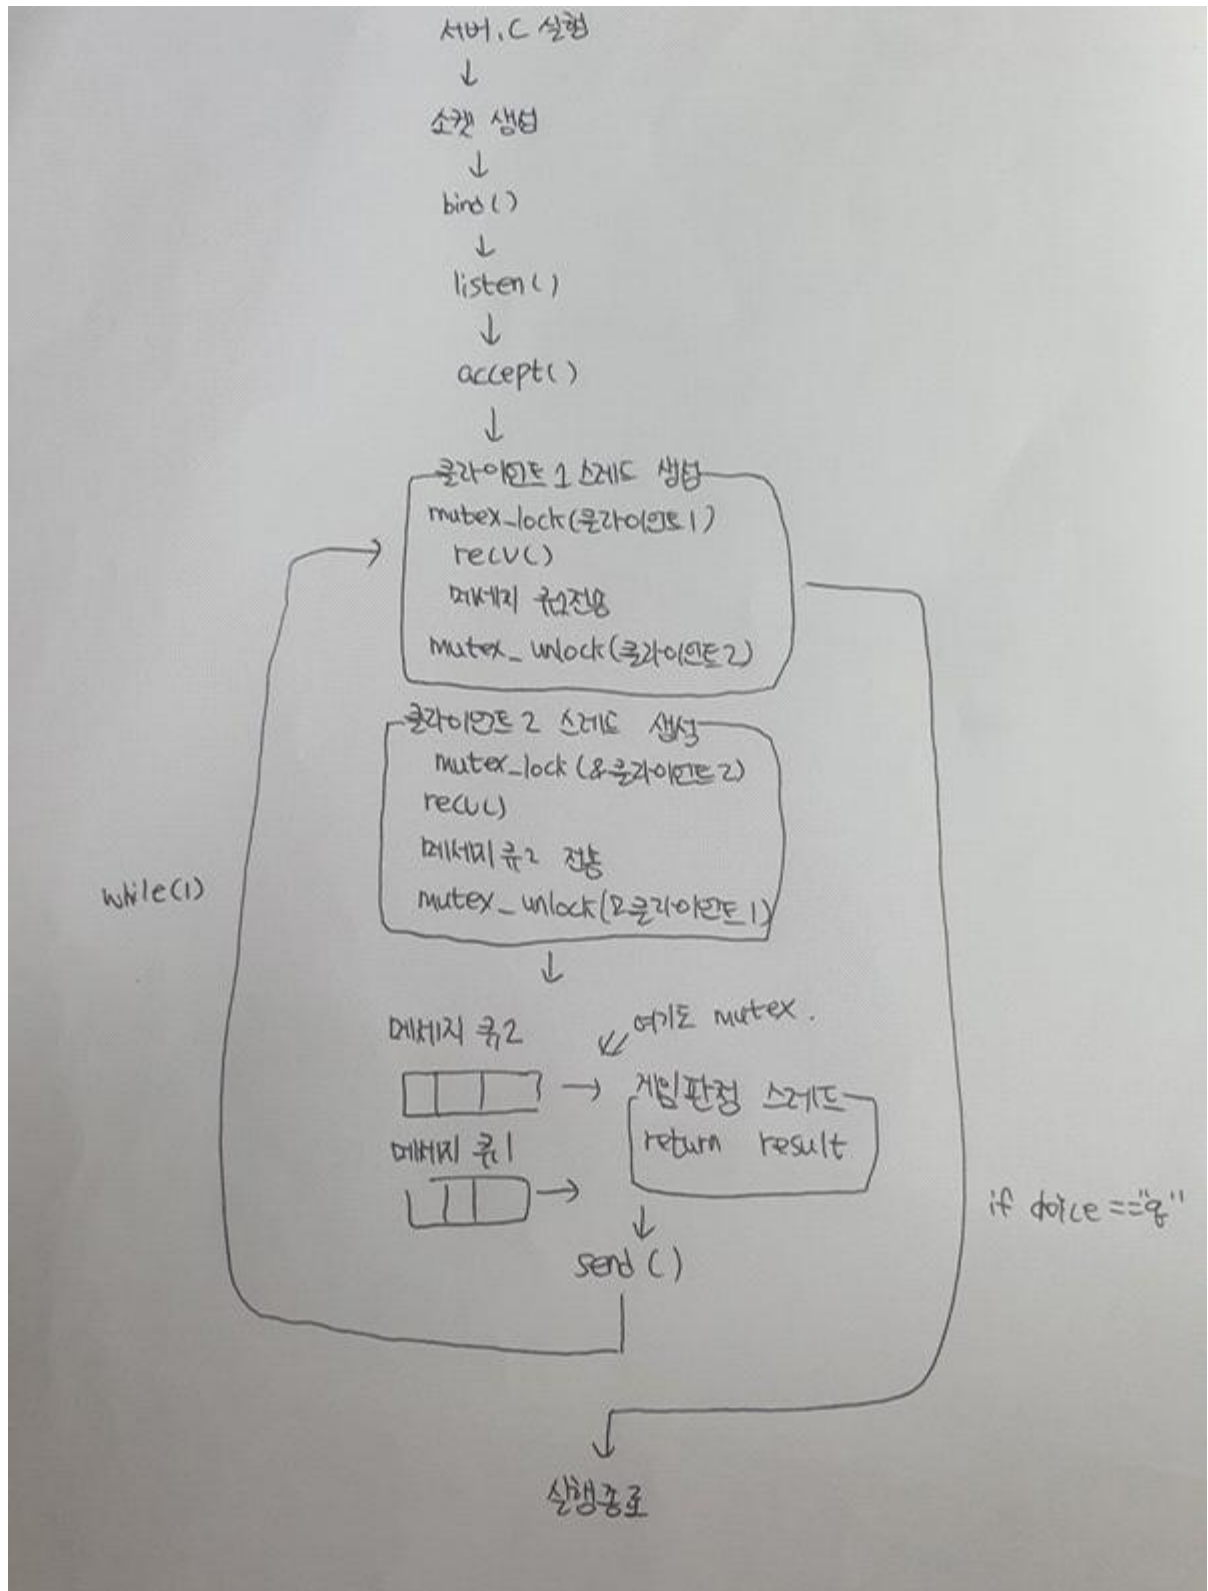 서버.C 실행
소켓 생성
bind()
listen()
accept()
클라이언트1 스레드 생성
mutex_lock(클라이언트1)
recv()
메세지 큐1전송
mutex_unlock(클라이언트2)
클라이언트2 스레드 생성
mutex_lock(&클라이언트2)
recv()
메세지 큐2 전송
mutex_unlock(&클라이언트1)
while(1)
메세지 큐2
여기도 mutex.
게임판정 스레드
return result
메세지 큐1
if =="q"
send()
실행종료